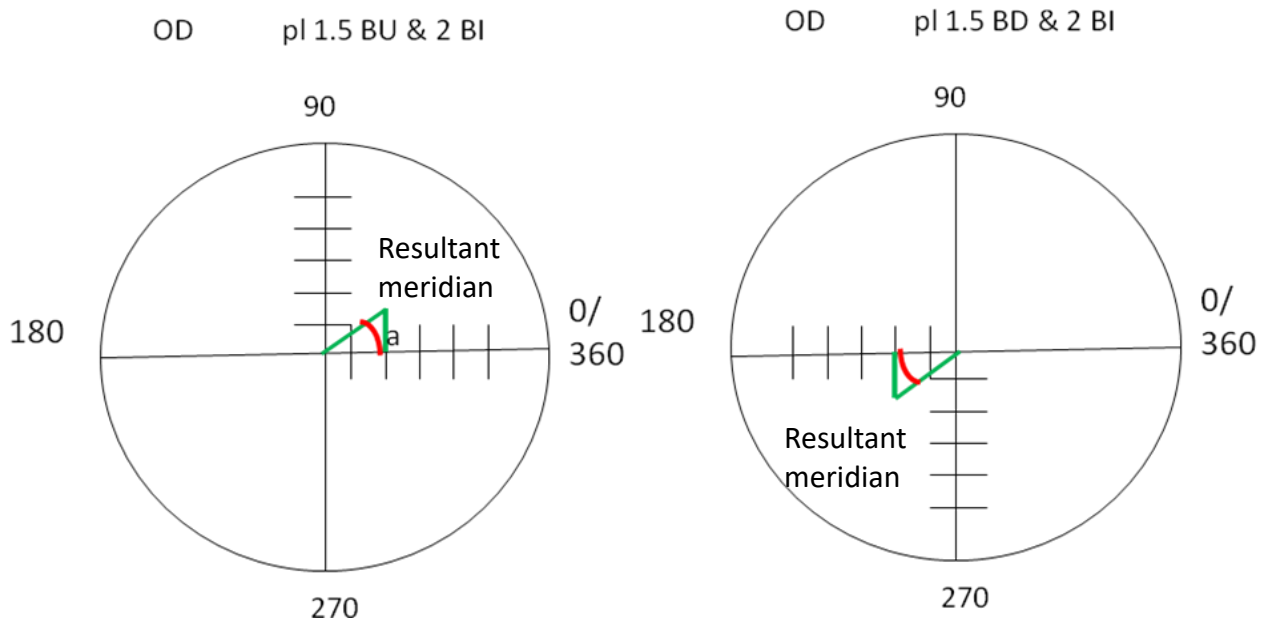 OD pl 1.5 BU & 2 BI
90
Resultant
meridian
a
180
0/
360
270
OD pl 1.5 BD & 2 BI
90
180
0/
360
Resultant
meridian
270